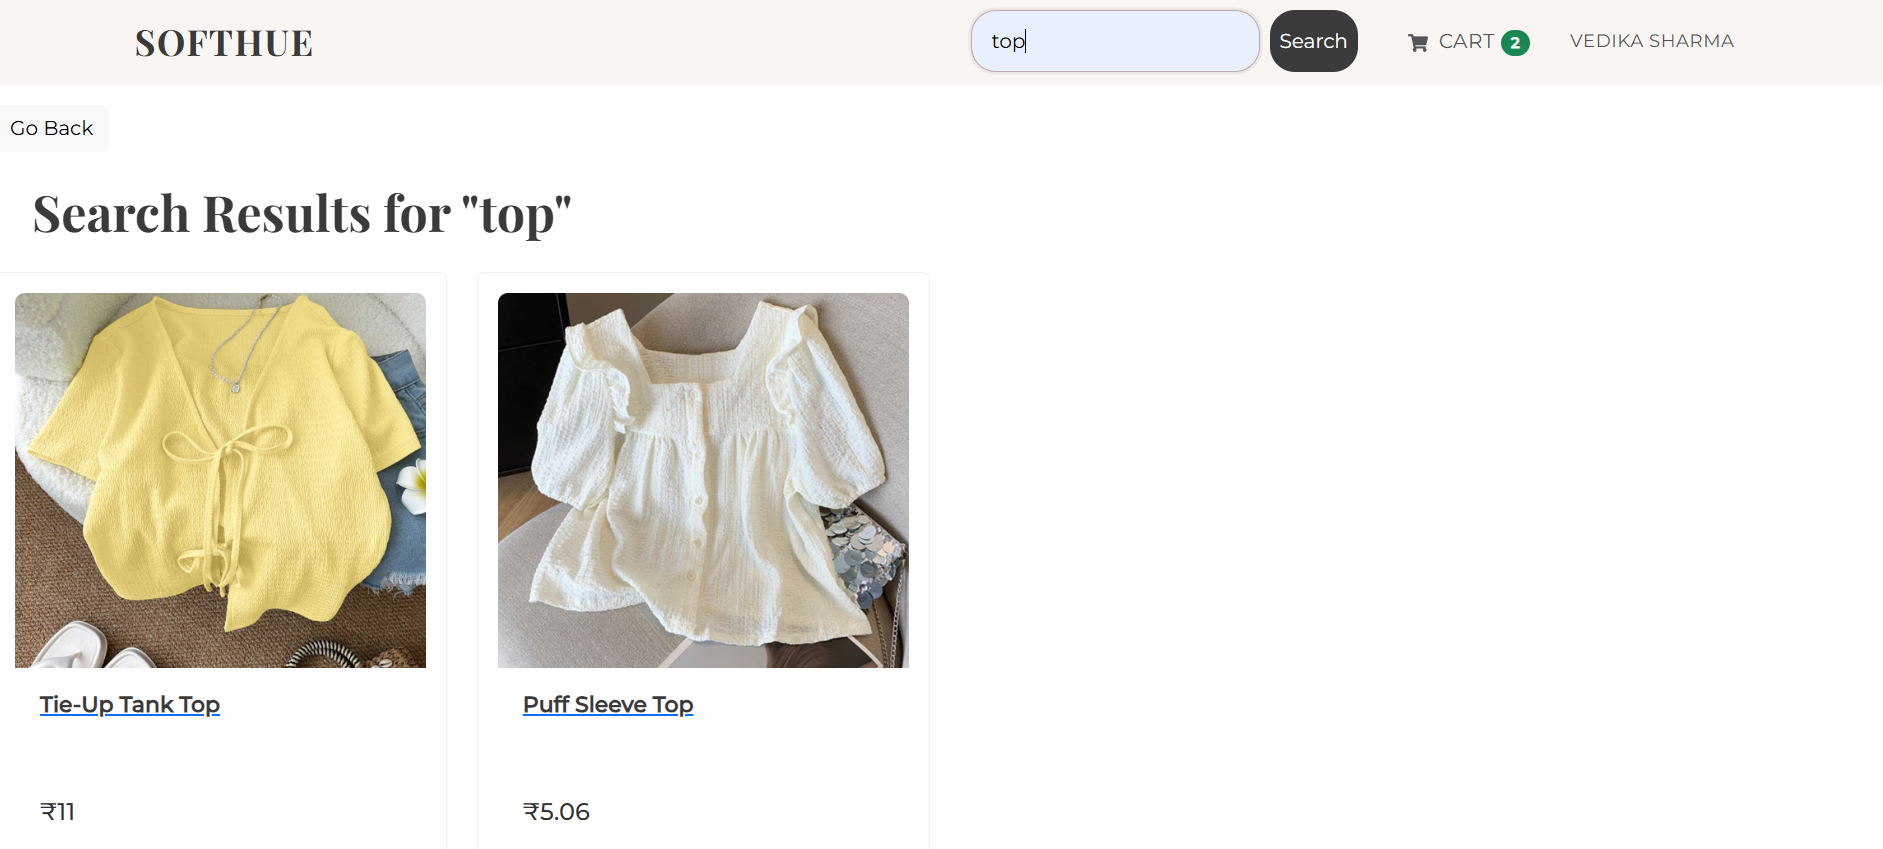 SOFTHUE
top
Search
CART 2
VEDIKA SHARMA
Go Back
Search Results for "top"
Tie-Up Tank Top
Puff Sleeve Top
₹11
₹5.06